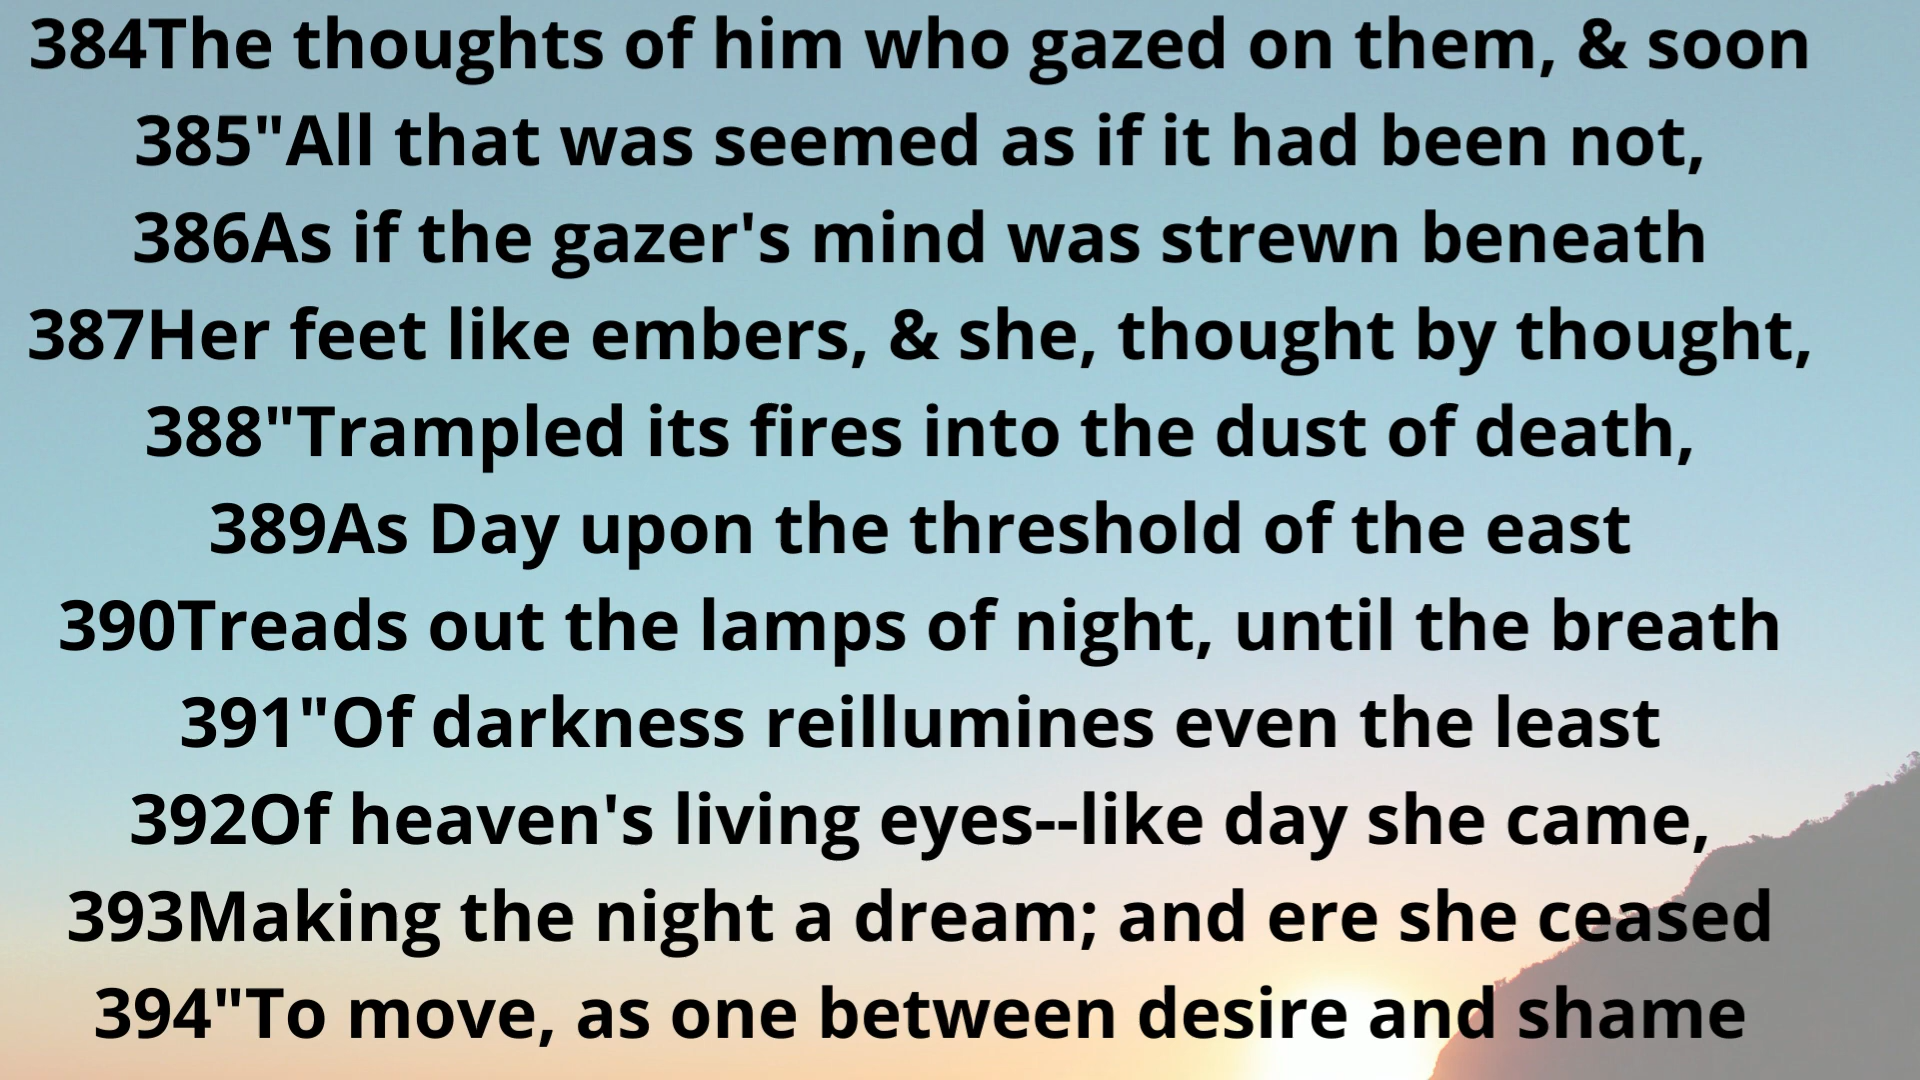 384The thoughts of him who gazed on them, & soon
385"All that was seemed as if it had been not,
386As if the gazer's mind was strewn beneath
387Her feet like embers, & she, thought by thought,
388"Trampled its fires into the dust of death,
389As Day upon the threshold of the east
390Treads out the lamps of night, until the breath
391"Of darkness reillumines even the least
392Of heaven's living eyes--like day she came,
393Making the night a dream; and ere she ceased
394"To move, as one between desire and shame